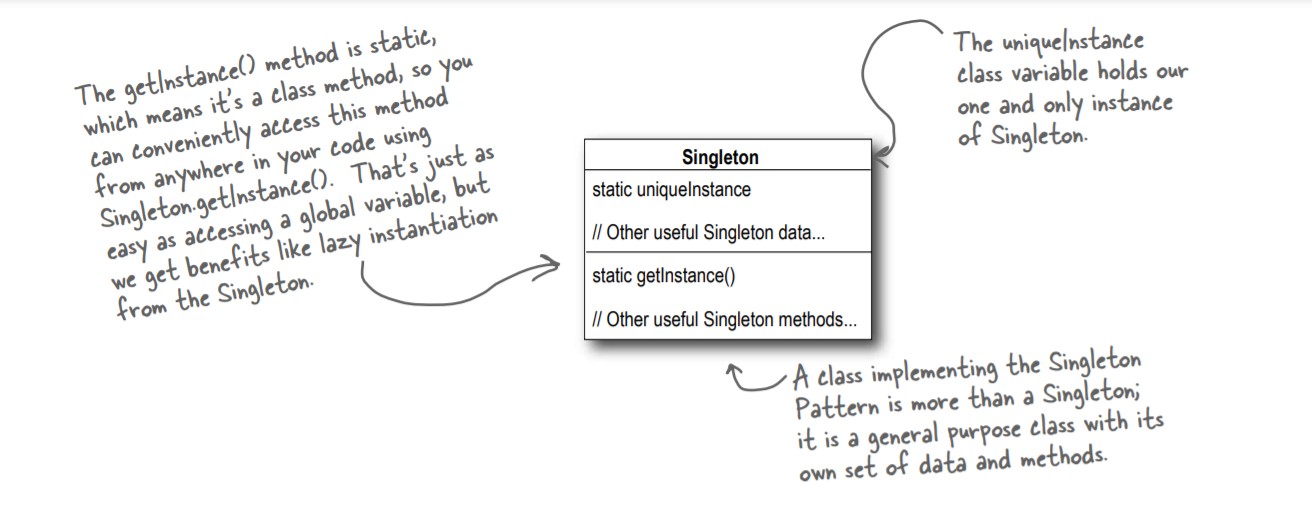 The getInstance() method is static,
which means it's a class method, so you
can conveniently access this method
from anywhere in your code using
Singleton.getInstance(). That's just as
easy as accessing a global variable, but
we get benefits like lazy instantiation
from the Singleton.
The uniqueInstance
class variable holds our
one and only instance
of Singleton.
Singleton
static uniqueInstance
// Other useful Singleton data...
static getInstance()
// Other useful Singleton methods...
A class implementing the Singleton
Pattern is more than a Singleton;
it is a general purpose class with its
own set of data and methods.